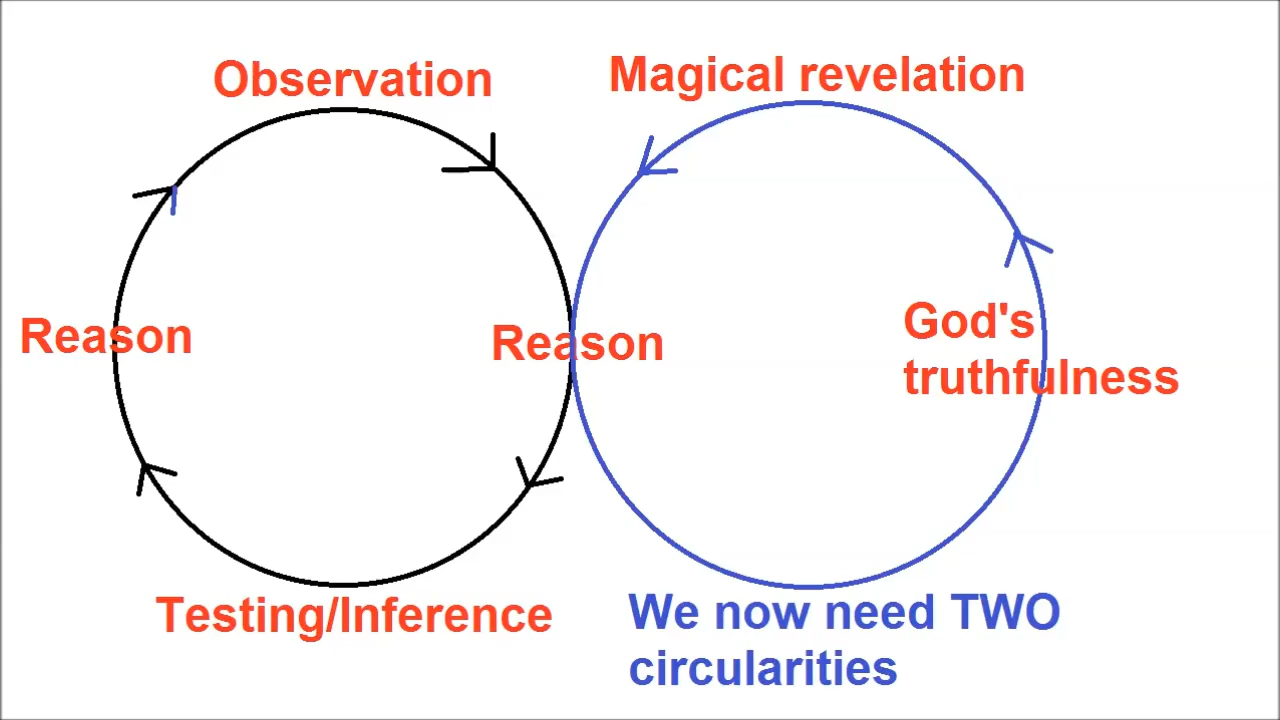 Observation
Magical revelation
Reason
Reason
God's
truthfulness
Testing/Inference
We now need TWO
circularities